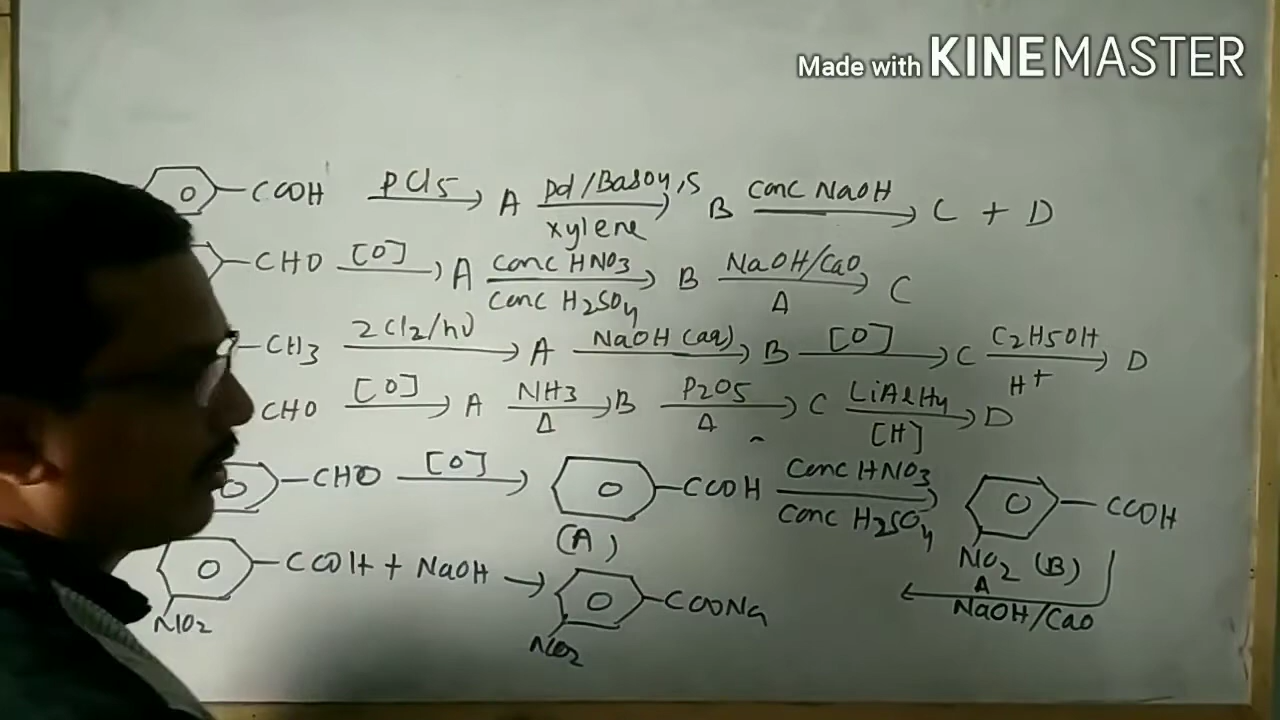 Made with KINEMASTER
COOH PCl5 → A Pd/BaSO4,S xylene → B Conc NaOH → C + D
CHO [O] → A Conc HNO3 Conc H2SO4 → B NaOH/CaO Δ → C
CH3 2Cl2/hν → A NaOH(aq) → B [O] → C C2H5OH H+ → D
CHO [O] → A NH3 Δ → B P2O5 Δ → C LiAlH4 [H] → D
CHO [O] → COOH (A) Conc HNO3 Conc H2SO4 → COOH NO2 (B)
Δ NaOH/CaO
COOH + NaOH → COONa
NO2 NO2